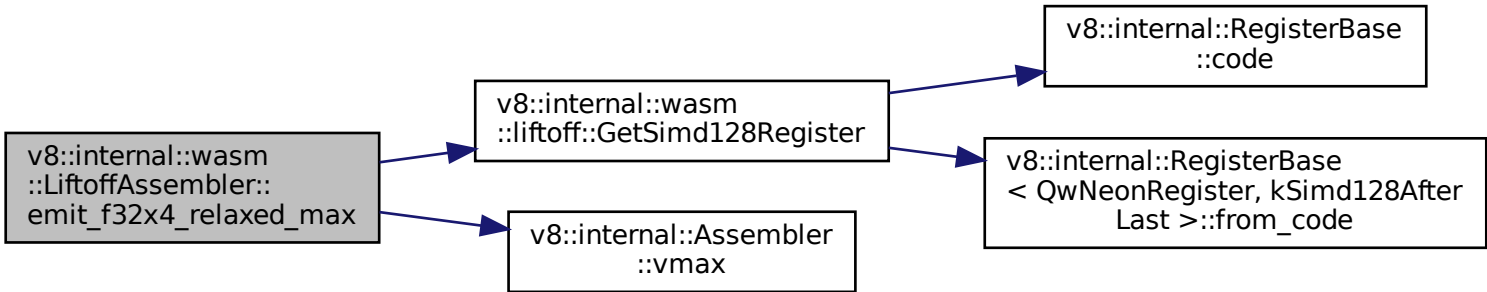 v8::internal::wasm
::LiftoffAssembler::
emit_f32x4_relaxed_max
v8::internal::wasm
::liftoff::GetSimd128Register
v8::internal::Assembler
::vmax
v8::internal::RegisterBase
::code
v8::internal::RegisterBase
< QwNeonRegister, kSimd128After
Last >::from_code